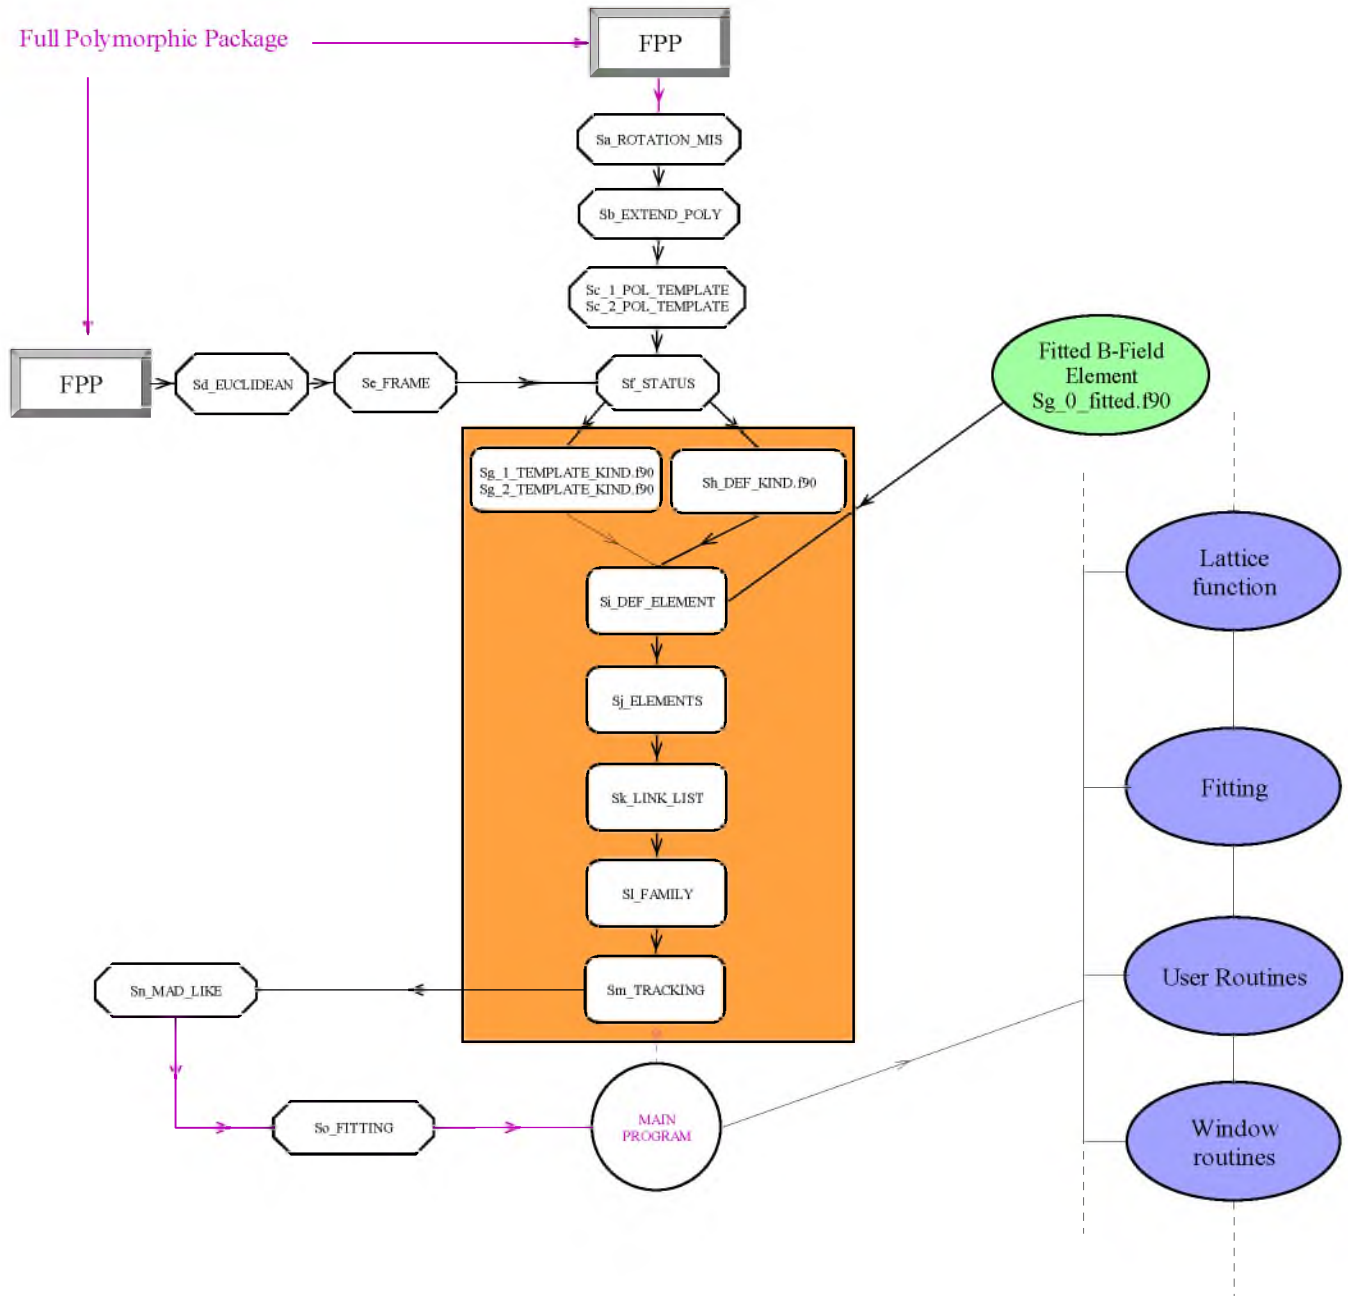 Full Polymorphic Package
FPP
Sa_ROTATION_MIS
Sb_EXTEND_POLY
Sc_1_POL_TEMPLATE
Sc_2_POL_TEMPLATE
FPP
Sd_EUCLIDEAN
Se_FRAME
Sf_STATUS
Fitted B-Field
Element
Sg_0_fitted.f90
Sg_1_TEMPLATE_KIND.f90
Sg_2_TEMPLATE_KIND.f90
Sh_DEF_KIND.f90
Si_DEF_ELEMENT
Sj_ELEMENTS
Sk_LINK_LIST
Sl_FAMILY
Sm_TRACKING
Sn_MAD_LIKE
So_FITTING
MAIN
PROGRAM
Lattice
function
Fitting
User Routines
Window
routines